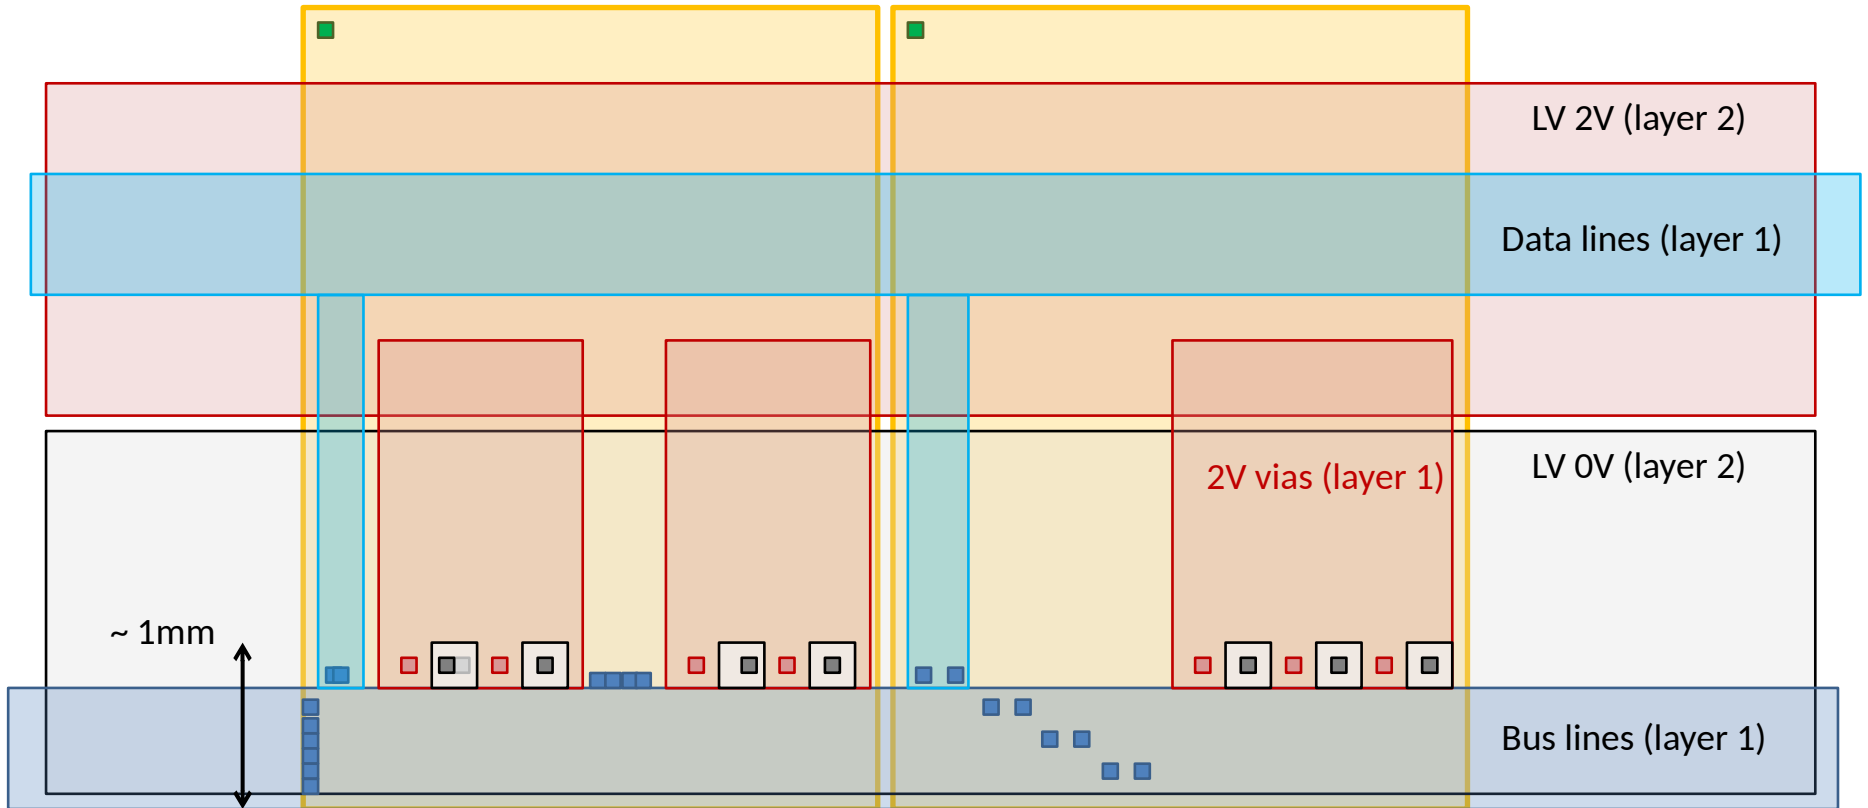 LV 2V (layer 2)
Data lines (layer 1)
LV 0V (layer 2)
2V vias (layer 1)
~ 1mm
Bus lines (layer 1)